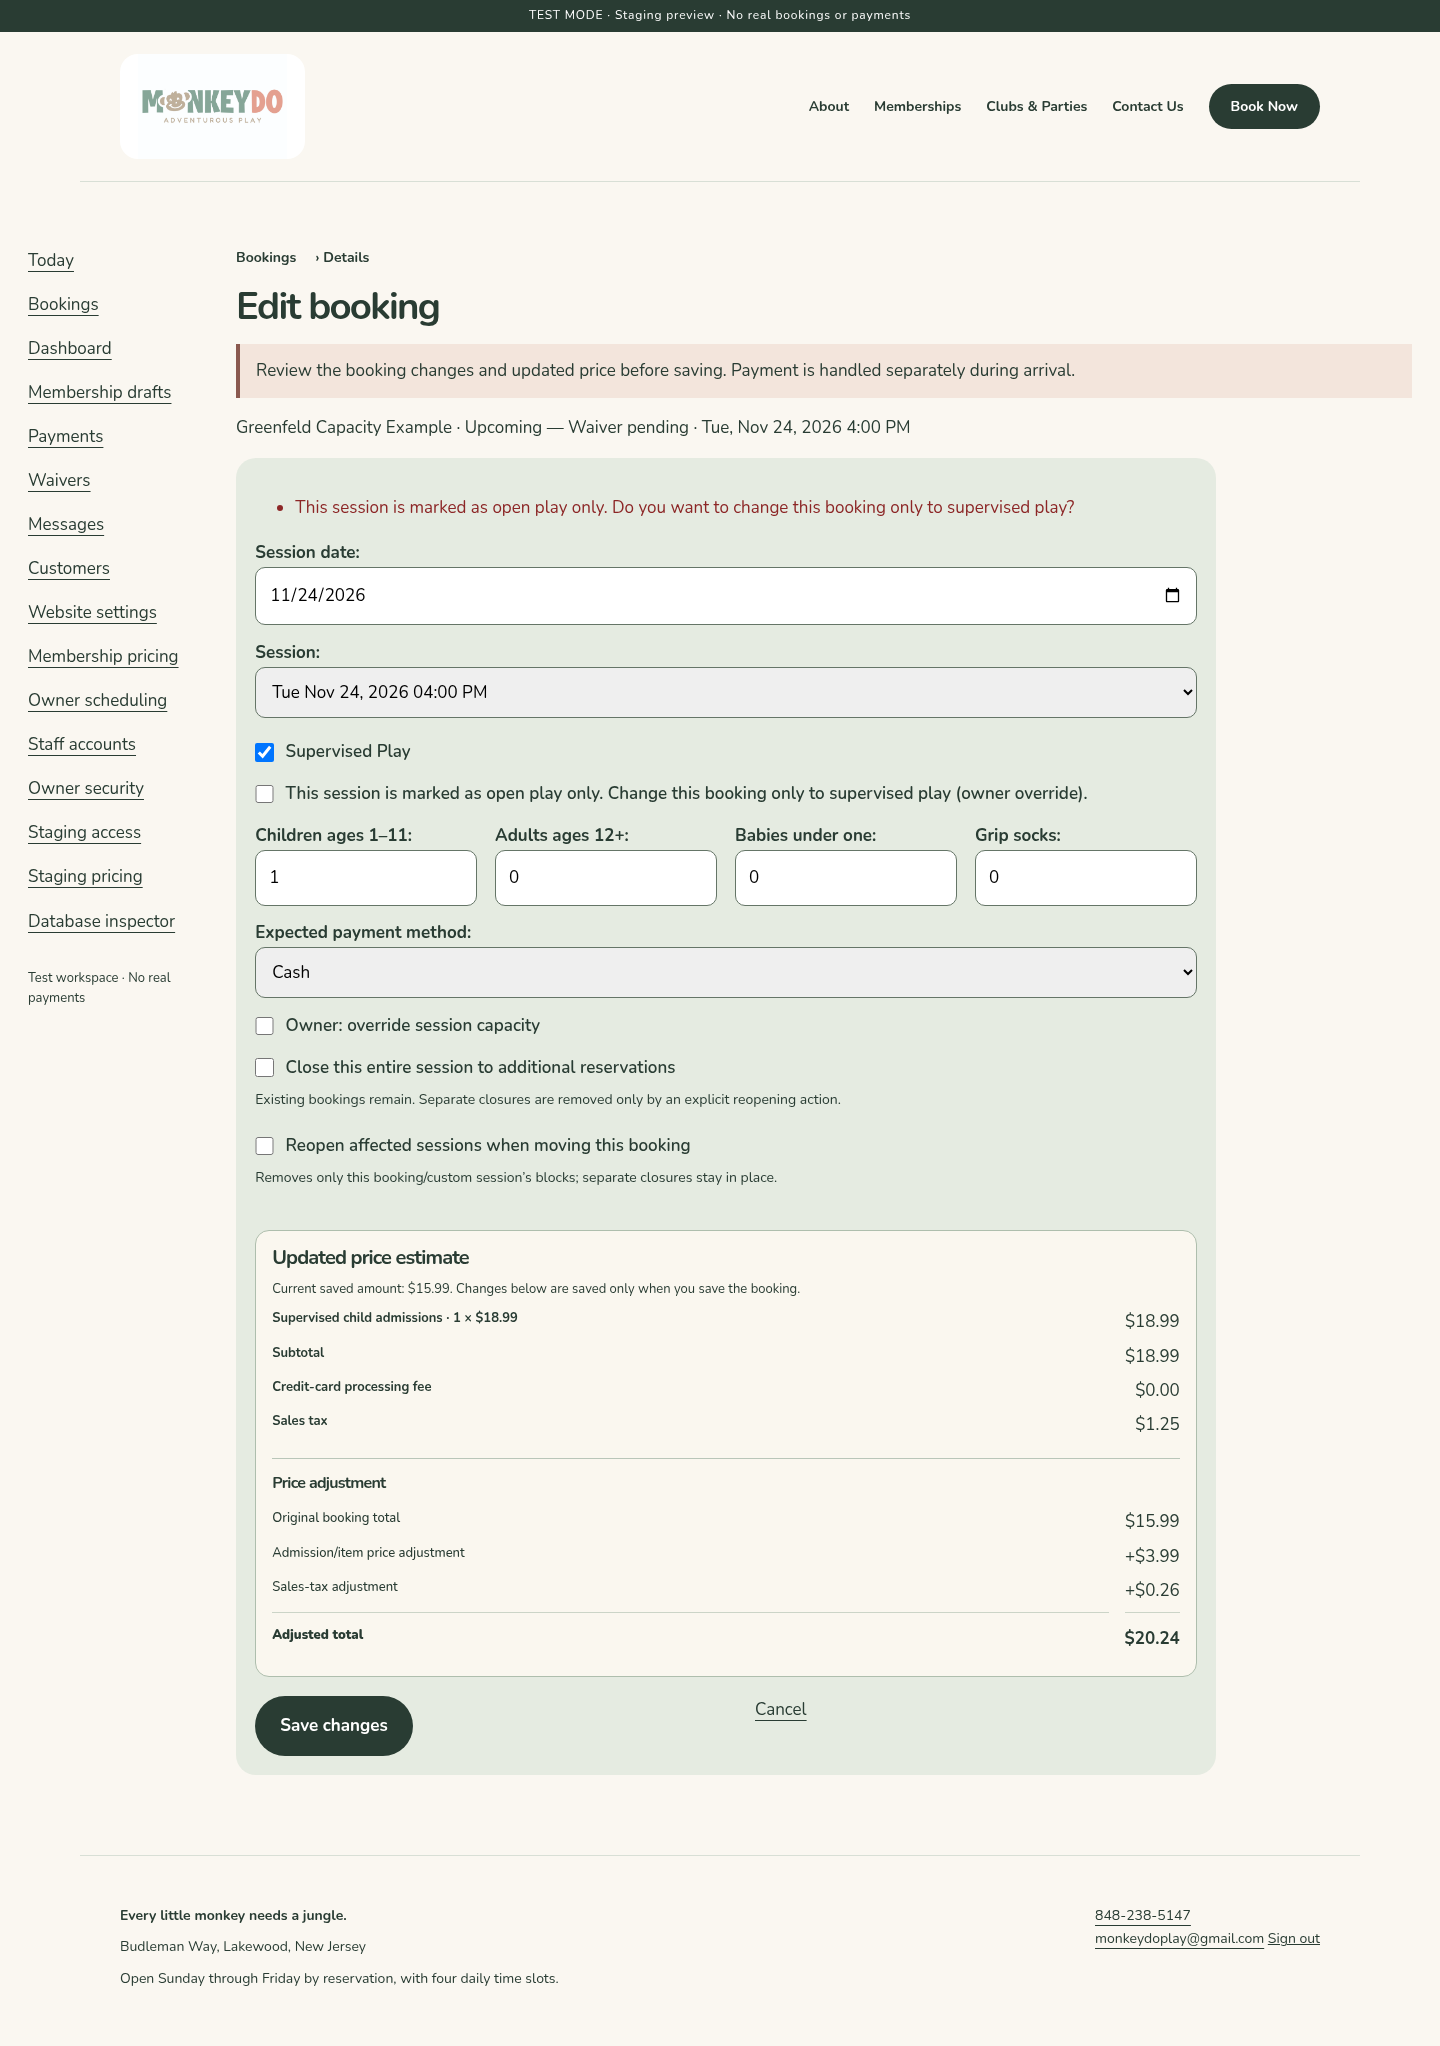 TEST MODE · Staging preview · No real bookings or payments
MONKEYDO
ADVENTUROUS PLAY
About Memberships Clubs & Parties Contact Us Book Now
Today
Bookings
Dashboard
Membership drafts
Payments
Waivers
Messages
Customers
Website settings
Membership pricing
Owner scheduling
Staff accounts
Owner security
Staging access
Staging pricing
Database inspector
Test workspace · No real
payments
Bookings › Details
Edit booking
Review the booking changes and updated price before saving. Payment is handled separately during arrival.
Greenfeld Capacity Example · Upcoming — Waiver pending · Tue, Nov 24, 2026 4:00 PM
• This session is marked as open play only. Do you want to change this booking only to supervised play?
Session date:
11/24/2026
Session:
Tue Nov 24, 2026 04:00 PM
Supervised Play
This session is marked as open play only. Change this booking only to supervised play (owner override).
Children ages 1–11: Adults ages 12+: Babies under one: Grip socks:
1 0 0 0
Expected payment method:
Cash
Owner: override session capacity
Close this entire session to additional reservations
Existing bookings remain. Separate closures are removed only by an explicit reopening action.
Reopen affected sessions when moving this booking
Removes only this booking/custom session’s blocks; separate closures stay in place.
Updated price estimate
Current saved amount: $15.99. Changes below are saved only when you save the booking.
Supervised child admissions · 1 × $18.99 $18.99
Subtotal $18.99
Credit-card processing fee $0.00
Sales tax $1.25
Price adjustment
Original booking total $15.99
Admission/item price adjustment +$3.99
Sales-tax adjustment +$0.26
Adjusted total $20.24
Save changes Cancel
Every little monkey needs a jungle.
Budleman Way, Lakewood, New Jersey
Open Sunday through Friday by reservation, with four daily time slots.
848-238-5147
monkeydoplay@gmail.com Sign out